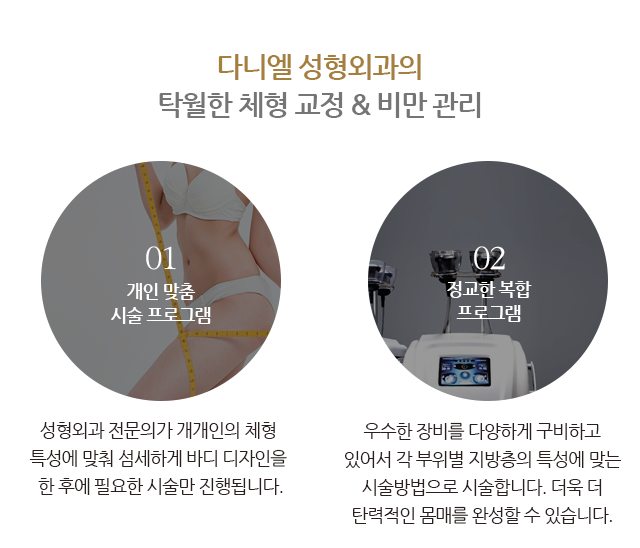 다니엘 성형외과의
탁월한 체형 교정 & 비만 관리
01
개인 맞춤
시술 프로그램
02
정교한 복합
프로그램
성형외과 전문의가 개개인의 체형
특성에 맞춰 섬세하게 바디 디자인을
한 후에 필요한 시술만 진행됩니다.
우수한 장비를 다양하게 구비하고
있어서 각 부위별 지방층의 특성에 맞는
시술방법으로 시술합니다. 더욱 더
탄력적인 몸매를 완성할 수 있습니다.